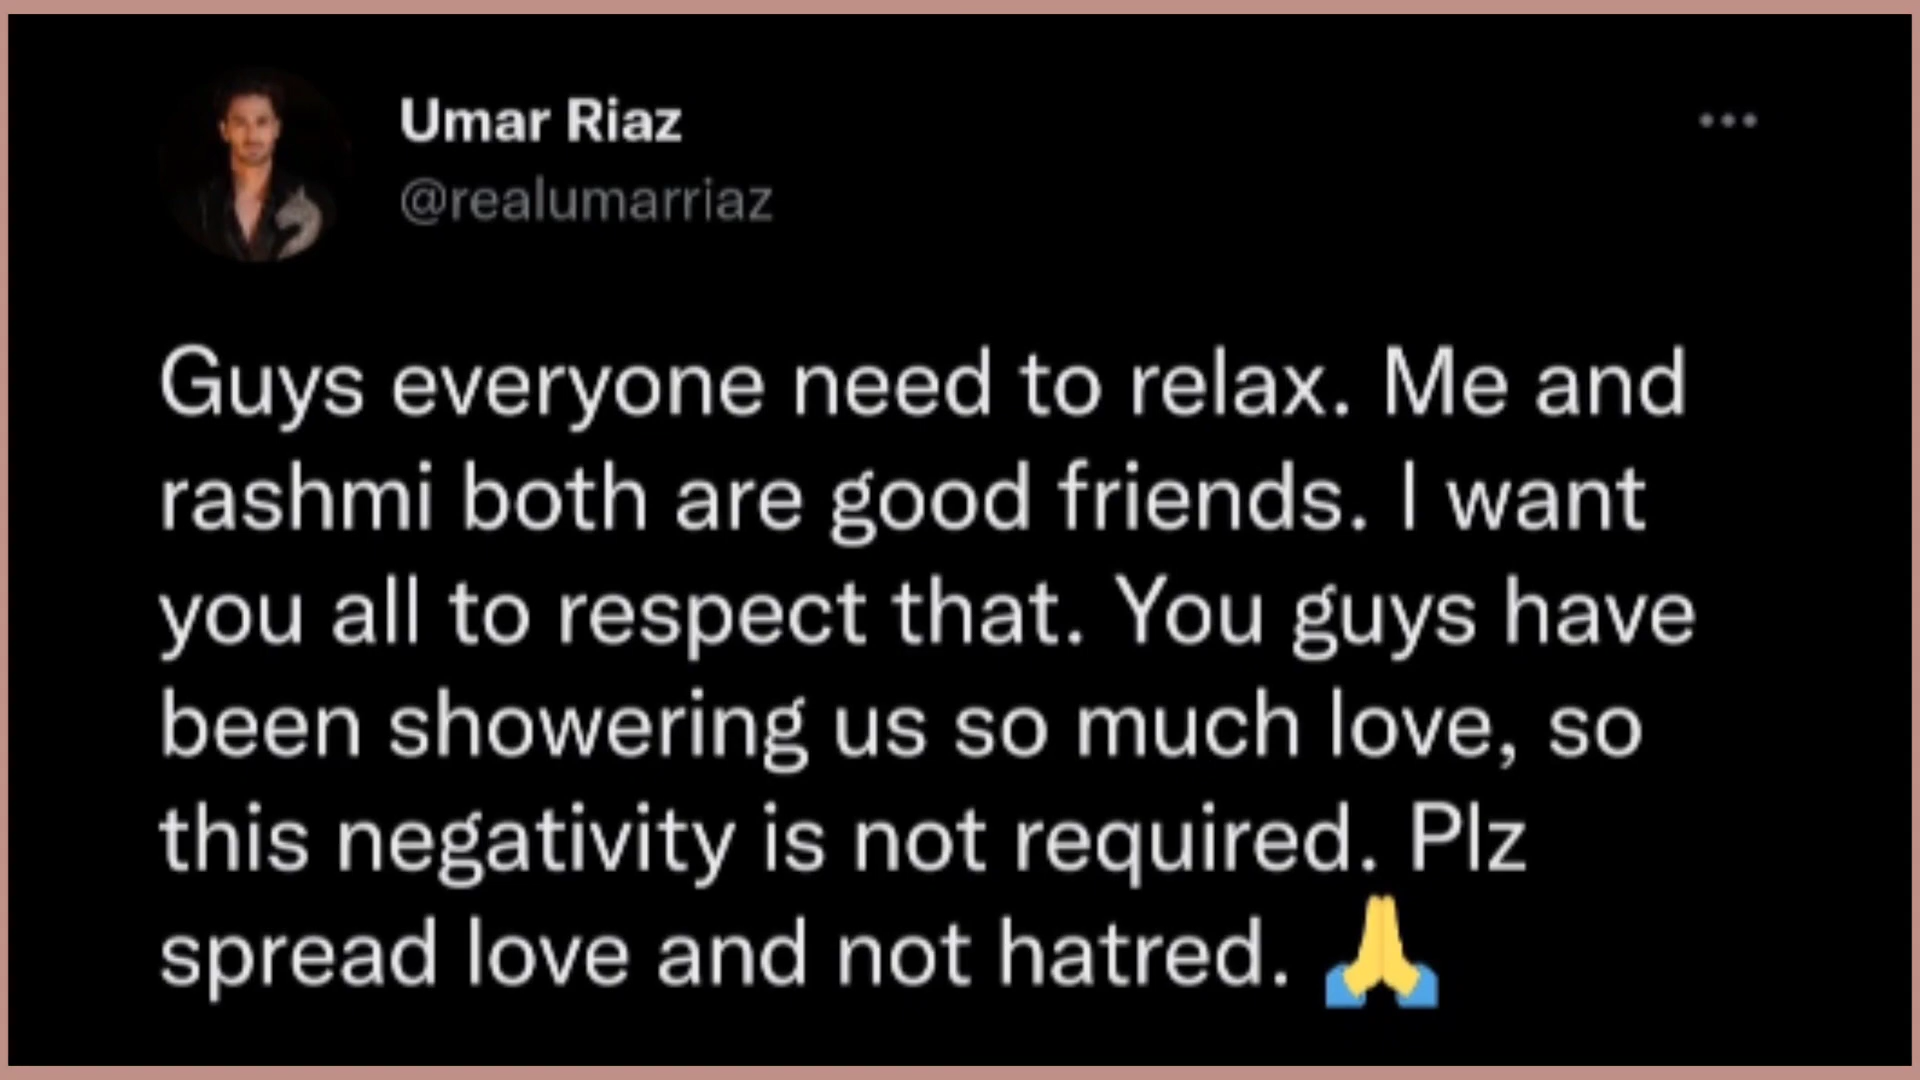 Umar Riaz
@realumarriaz
Guys everyone need to relax. Me and
rashmi both are good friends. I want
you all to respect that. You guys have
been showering us so much love, so
this negativity is not required. Plz
spread love and not hatred. 🙏